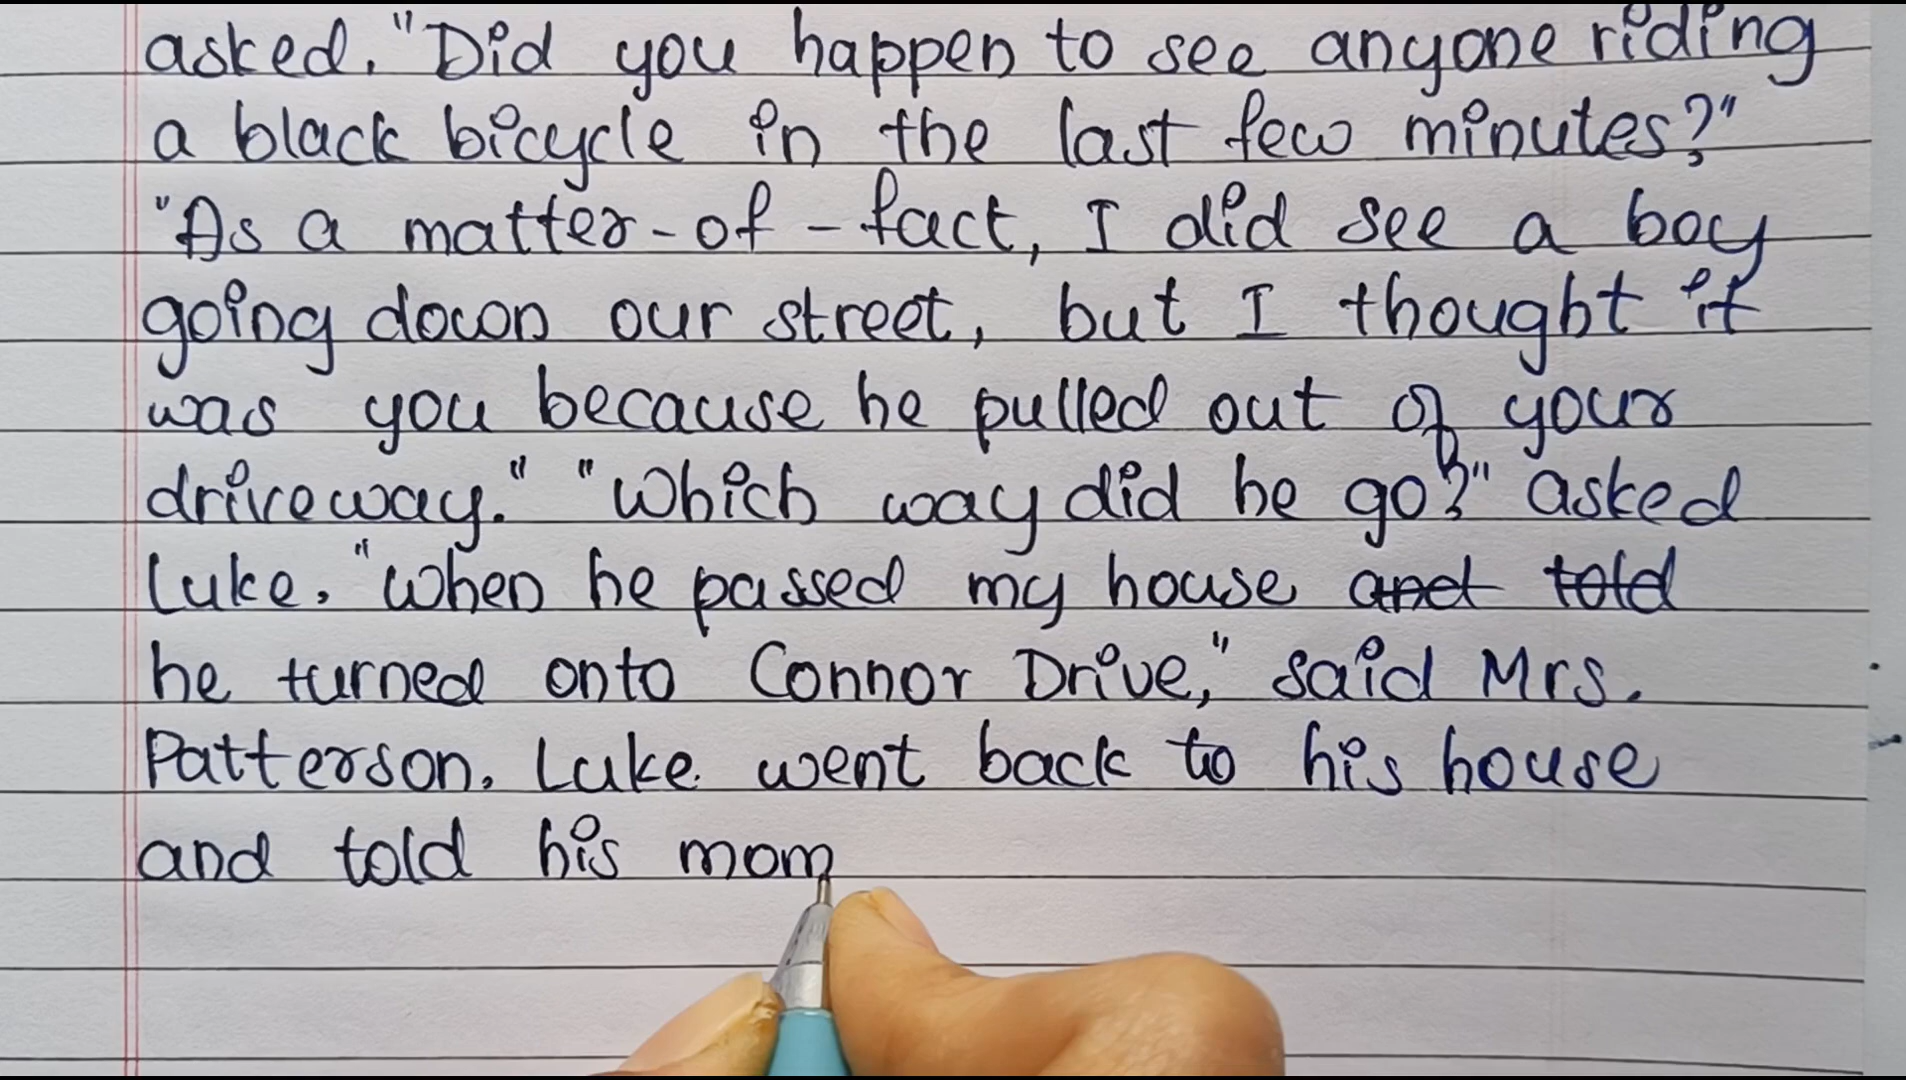 asked. "Did you happen to see anyone riding
a black bicycle in the last few minutes?"
"As a matter-of-fact, I did see a boy
going down our street, but I thought it
was you because he pulled out of your
driveway." "Which way did he go?" asked
Luke. "When he passed my house and told
he turned onto Connor Drive," said Mrs.
Patterson. Luke went back to his house
and told his mom